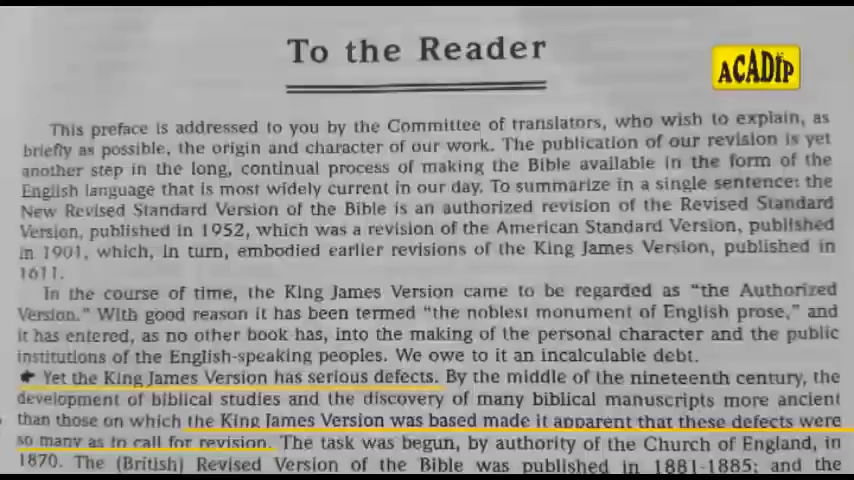 To the Reader
ACADIP
This preface is addressed to you by the Committee of translators, who wish to explain, as
briefly as possible, the origin and character of our work. The publication of our revision is yet
another step in the long, continual process of making the Bible available in the form of the
English language that is most widely current in our day. To summarize in a single sentence: the
New Revised Standard Version of the Bible is an authorized revision of the Revised Standard
Version, published in 1952, which was a revision of the American Standard Version, published
in 1901, which, in turn, embodied earlier revisions of the King James Version, published in
1611.
In the course of time, the King James Version came to be regarded as “the Authorized
Version.” With good reason it has been termed “the noblest monument of English prose,” and
it has entered, as no other book has, into the making of the personal character and the public
institutions of the English-speaking peoples. We owe to it an incalculable debt.
Yet the King James Version has serious defects. By the middle of the nineteenth century, the
development of biblical studies and the discovery of many biblical manuscripts more ancient
than those on which the King James Version was based made it apparent that these defects were
so many as to call for revision. The task was begun, by authority of the Church of England, in
1870. The (British) Revised Version of the Bible was published in 1881-1885; and the